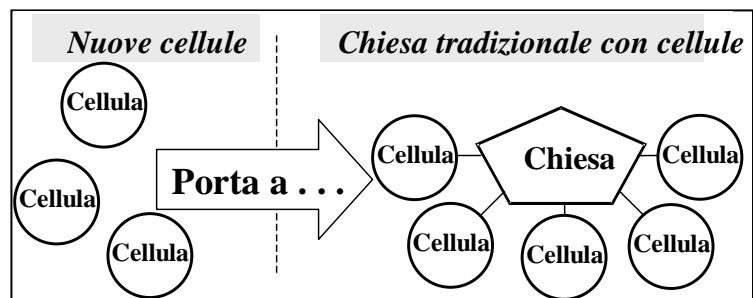 Nuove cellule
Chiesa tradizionale con cellule
Cellula
Cellula
Cellula
Porta a . . .
Cellula
Chiesa
Cellula
Cellula
Cellula
Cellula